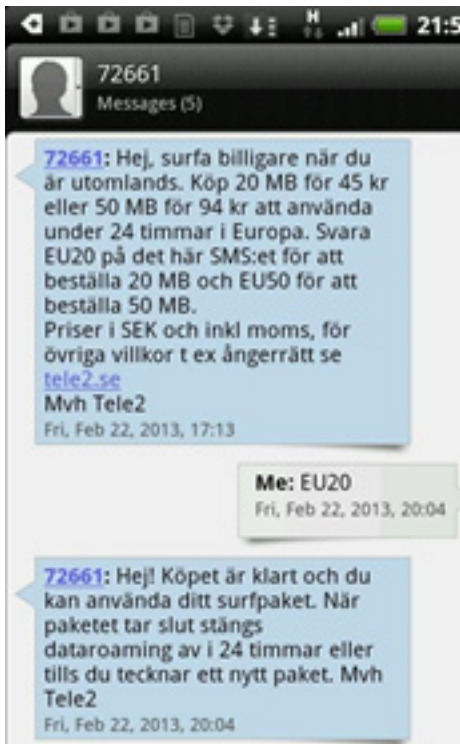 H
21:5
72661
Messages (5)
72661: Hej, surfa billigare när du
är utomlands. Köp 20 MB för 45 kr
eller 50 MB för 94 kr att använda
under 24 timmar i Europa. Svara
EU20 på det här SMS:et för att
beställa 20 MB och EU50 för att
beställa 50 MB.
Priser i SEK och inkl moms, för
övriga villkor t ex ångerrätt se
tele2.se
Mvh Tele2
Fri, Feb 22, 2013, 17:13
Me: EU20
Fri, Feb 22, 2013, 20:04
72661: Hej! Köpet är klart och du
kan använda ditt surfpaket. När
paketet tar slut stängs
dataroaming av i 24 timmar eller
tills du tecknar ett nytt paket. Mvh
Tele2
Fri, Feb 22, 2013, 20:04